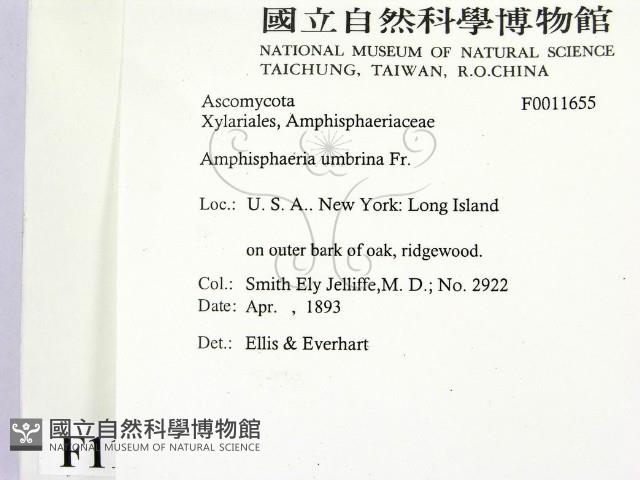 國立自然科學博物館
NATIONAL MUSEUM OF NATURAL SCIENCE
TAICHUNG, TAIWAN, R.O.CHINA
Ascomycota F0011655
Xylariales, Amphisphaeriaceae
Amphisphaeria umbrina Fr.
Loc.: U. S. A.. New York: Long Island
on outer bark of oak, ridgewood.
Col.: Smith Ely Jelliffe,M. D.; No. 2922
Date: Apr. , 1893
Det.: Ellis & Everhart
國立自然科學博物館
NATIONAL MUSEUM OF NATURAL SCIENCE